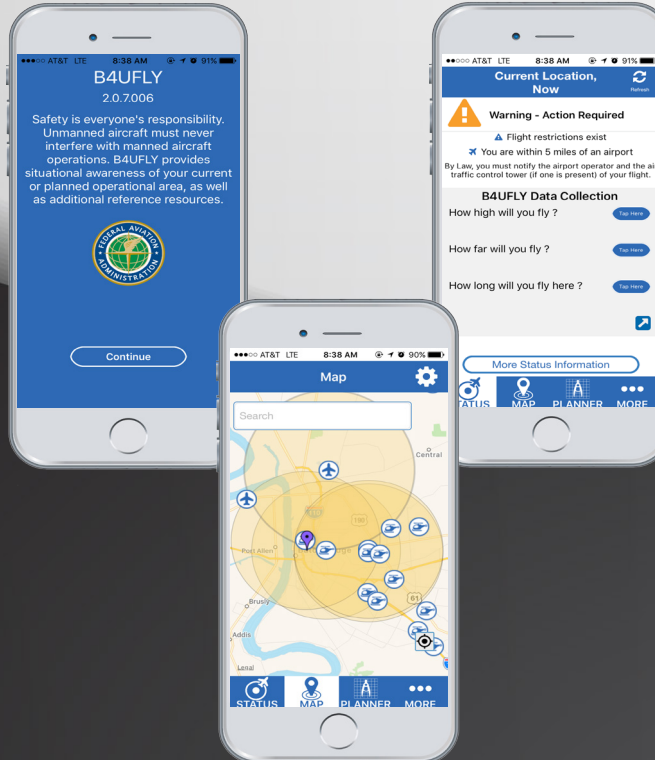 ●●●○○ AT&T LTE 8:38 AM 91%
B4UFLY
2.0.7.006
Safety is everyone's responsibility.
Unmanned aircraft must never
interfere with manned aircraft
operations. B4UFLY provides
situational awareness of your current
or planned operational area, as well
as additional reference resources.
FEDERAL AVIATION
ADMINISTRATION
Continue
●●●○○ AT&T LTE 8:38 AM 91%
Current Location,
Now
Refresh
Warning - Action Required
Flight restrictions exist
You are within 5 miles of an airport
By Law, you must notify the airport operator and the ai
traffic control tower (if one is present) of your flight.
B4UFLY Data Collection
How high will you fly ? Tap Here
How far will you fly ? Tap Here
How long will you fly here ? Tap Here
More Status Information
STATUS MAP PLANNER MORE
●●●○○ AT&T LTE 8:38 AM 90%
Map
Search
Central
190
Port Allen
61
Brusly
Addis
STATUS MAP PLANNER MORE